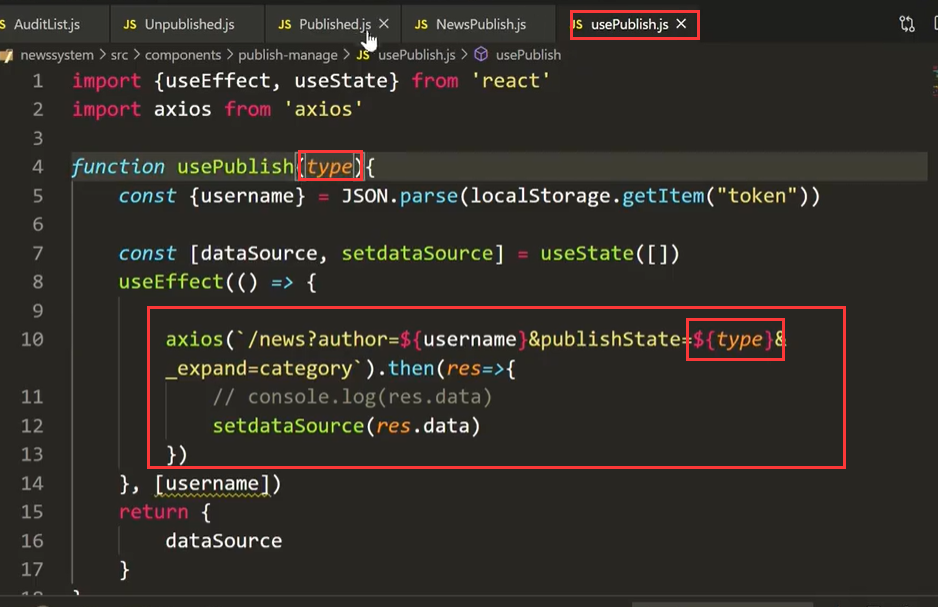 AuditList.js JS Unpublished.js JS Published.js JS NewsPublish.js JS usePublish.js
newssystem > src > components > publish-manage > JS usePublish.js > usePublish
1 import {useEffect, useState} from 'react'
2 import axios from 'axios'
3
4 function usePublish(type){
5 const {username} = JSON.parse(localStorage.getItem("token"))
6
7 const [dataSource, setdataSource] = useState([])
8 useEffect(() => {
9
10 axios(`/news?author=${username}&publishState=${type}&
_expand=category`).then(res=>{
11 // console.log(res.data)
12 setdataSource(res.data)
13 })
14 }, [username])
15 return {
16 dataSource
17 }